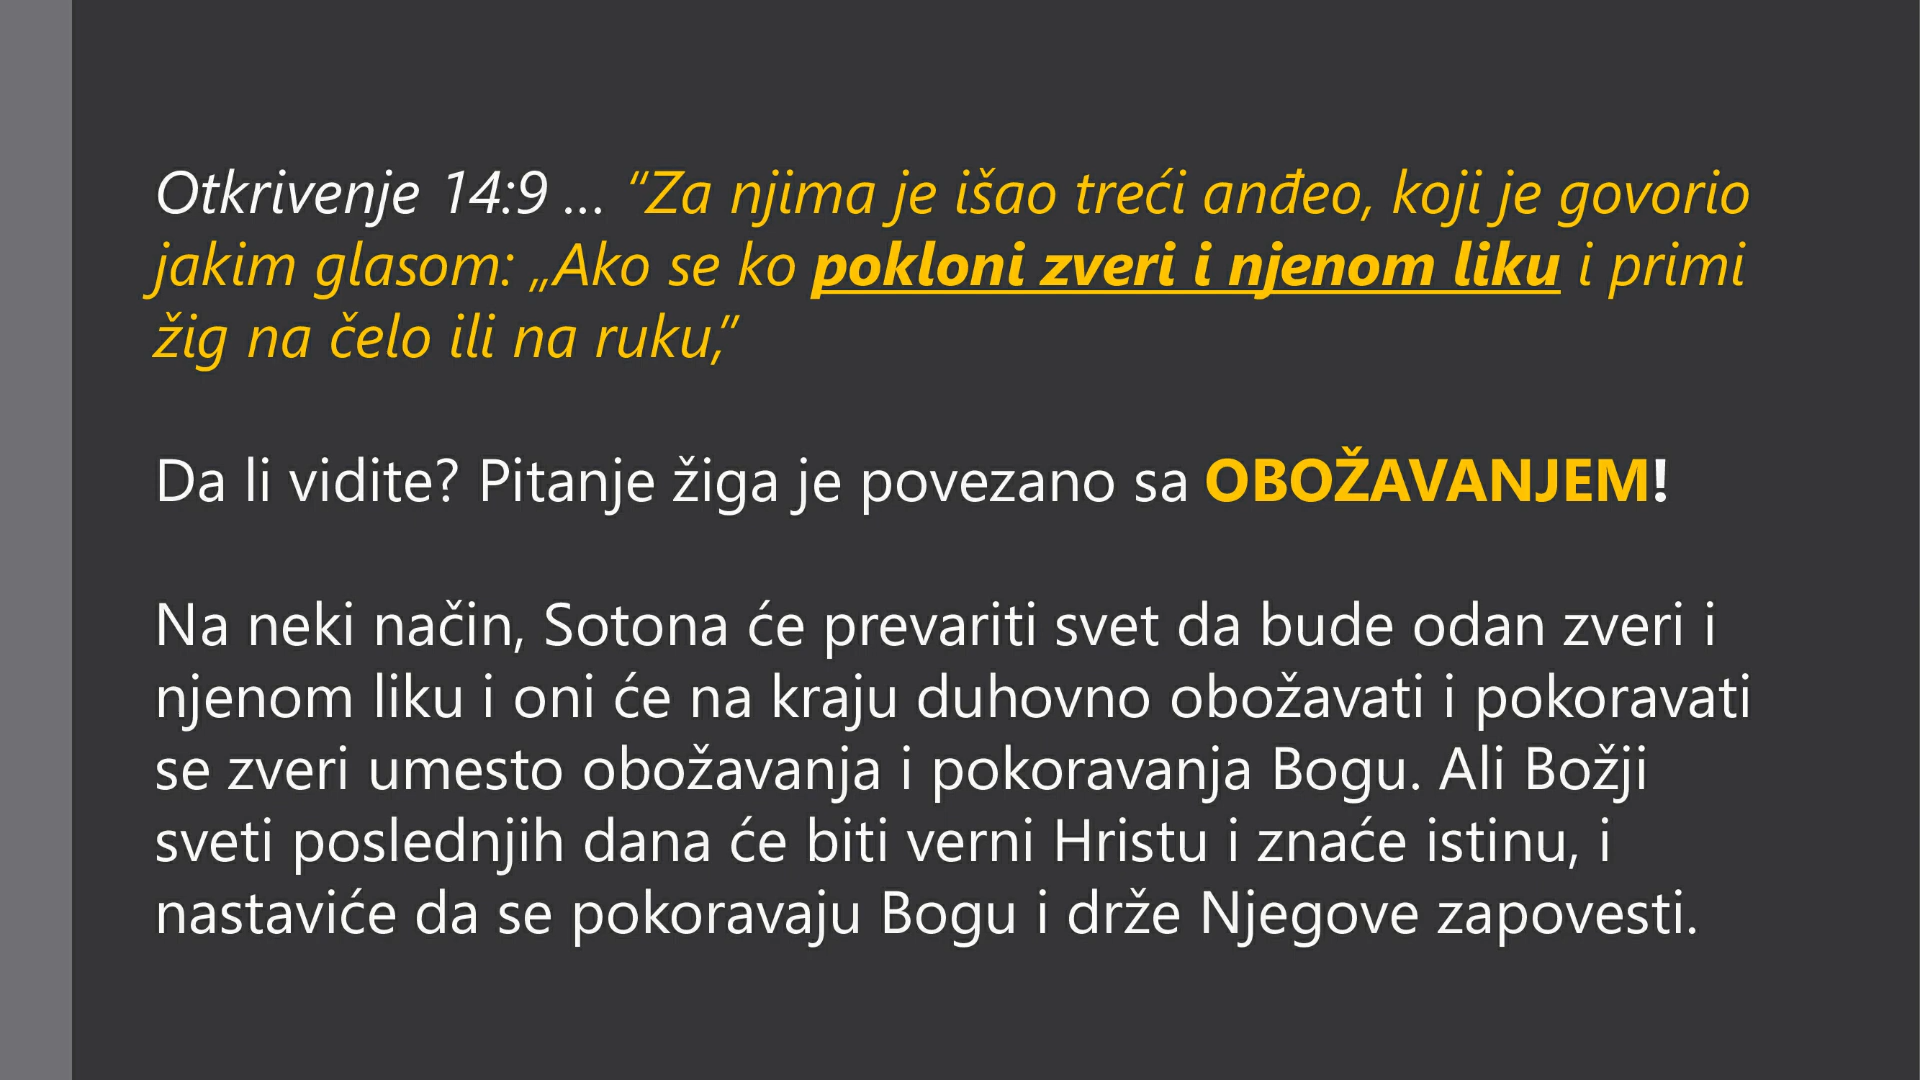 Otkrivenje 14:9 … “Za njima je išao treći anđeo, koji je govorio
jakim glasom: „Ako se ko pokloni zveri i njenom liku i primi
žig na čelo ili na ruku,”
Da li vidite? Pitanje žiga je povezano sa OBOŽAVANJEM!
Na neki način, Sotona će prevariti svet da bude odan zveri i
njenom liku i oni će na kraju duhovno obožavati i pokoravati
se zveri umesto obožavanja i pokoravanja Bogu. Ali Božji
sveti poslednjih dana će biti verni Hristu i znaće istinu, i
nastaviće da se pokoravaju Bogu i drže Njegove zapovesti.